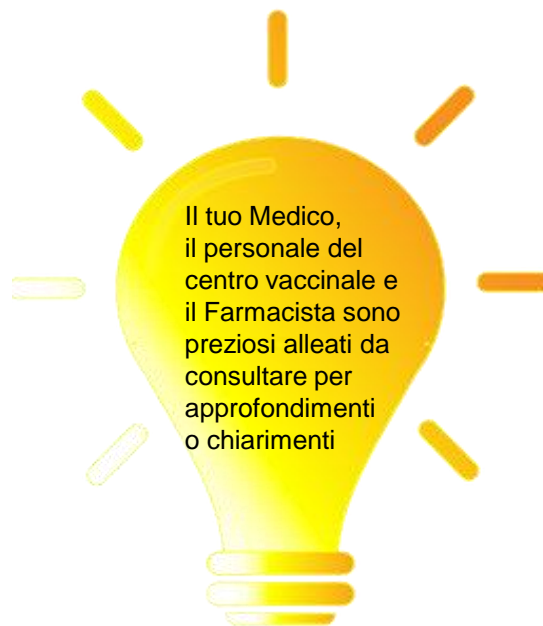 Il tuo Medico,
il personale del
centro vaccinale e
il Farmacista sono
preziosi alleati da
consultare per
approfondimenti
o chiarimenti